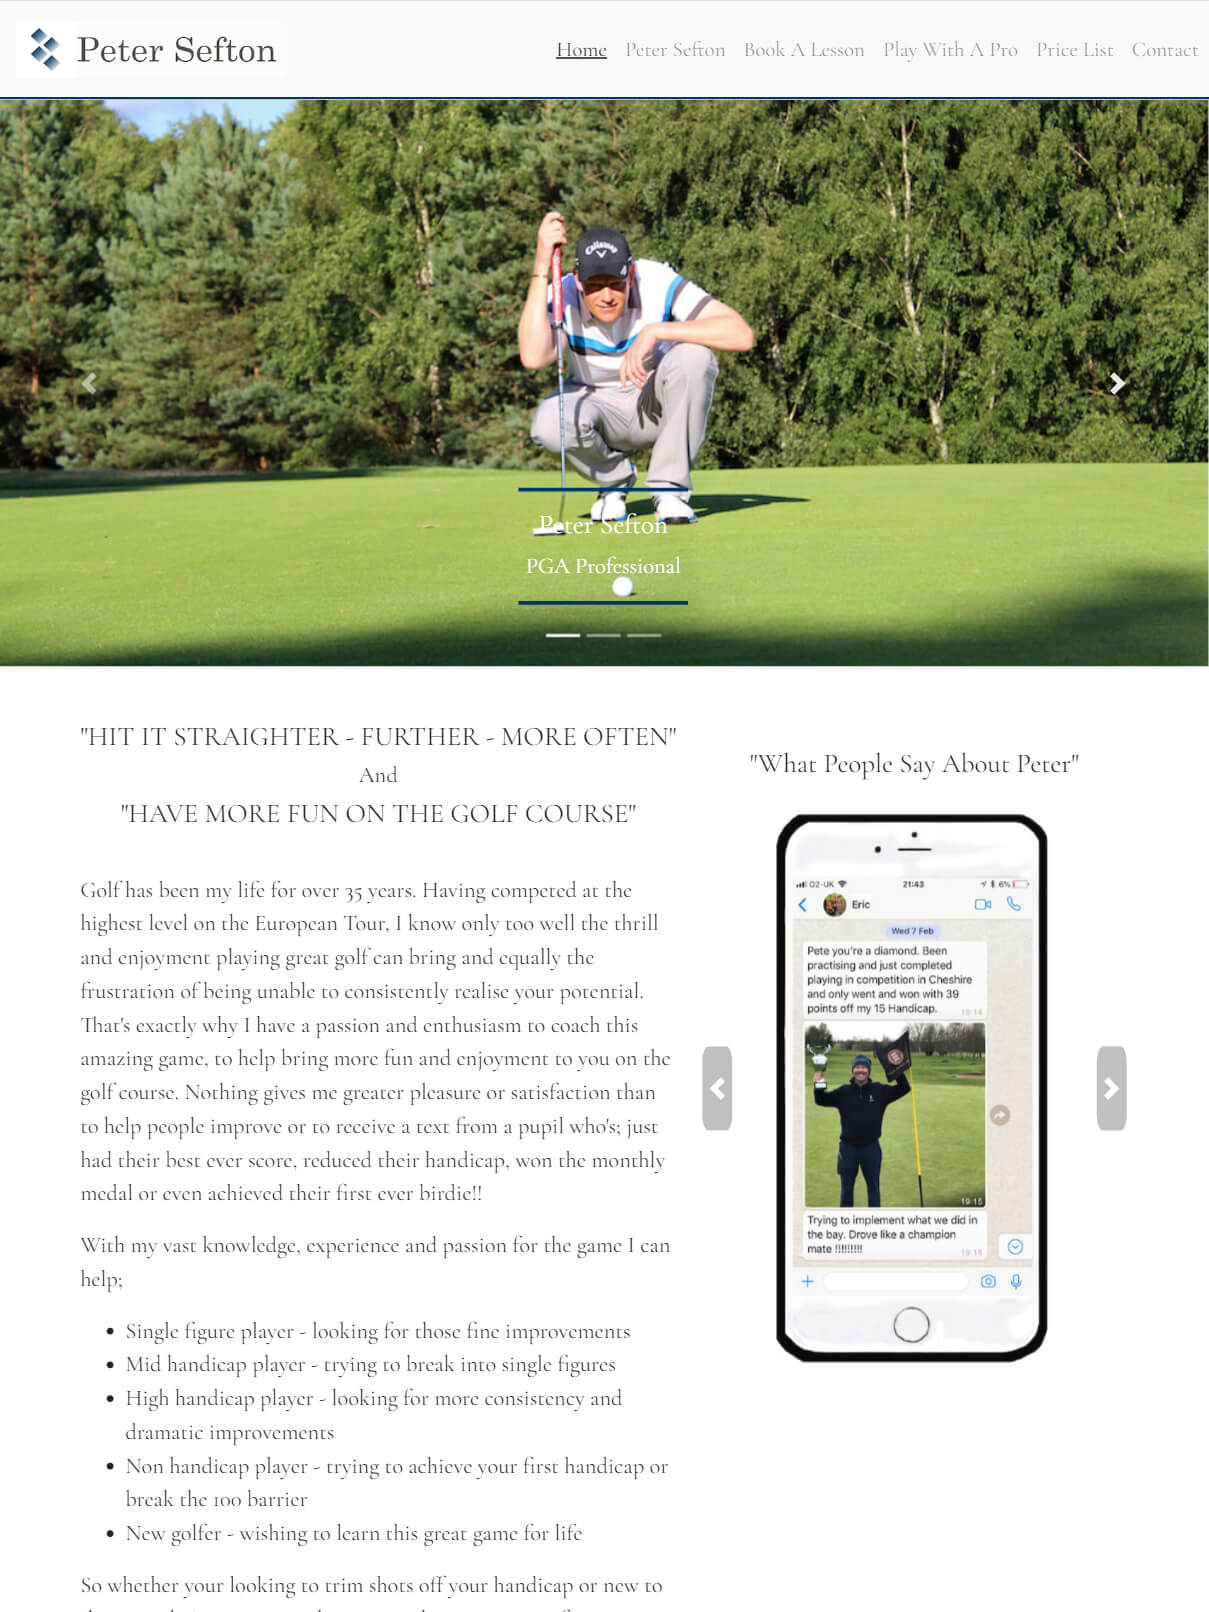 Peter Sefton
Home Peter Sefton Book A Lesson Play With A Pro Price List Contact
Callaway
Peter Sefton
PGA Professional
"HIT IT STRAIGHTER - FURTHER - MORE OFTEN"
And
"HAVE MORE FUN ON THE GOLF COURSE"
Golf has been my life for over 35 years. Having competed at the
highest level on the European Tour, I know only too well the thrill
and enjoyment playing great golf can bring and equally the
frustration of being unable to consistently realise your potential.
That's exactly why I have a passion and enthusiasm to coach this
amazing game, to help bring more fun and enjoyment to you on the
golf course. Nothing gives me greater pleasure or satisfaction than
to help people improve or to receive a text from a pupil who's; just
had their best ever score, reduced their handicap, won the monthly
medal or even achieved their first ever birdie!!
With my vast knowledge, experience and passion for the game I can
help;
• Single figure player - looking for those fine improvements
• Mid handicap player - trying to break into single figures
• High handicap player - looking for more consistency and
dramatic improvements
• Non handicap player - trying to achieve your first handicap or
break the 100 barrier
• New golfer - wishing to learn this great game for life
So whether your looking to trim shots off your handicap or new to
"What People Say About Peter"
O2-UK 21:43 6%
Eric
Wed 7 Feb
Pete you're a diamond. Been
practising and just completed
playing in competition in Cheshire
and only went and won with 39
points off my 15 Handicap.
19:14
19:15
Trying to implement what we did in
the bay. Drove like a champion
mate !!!!!!!!!
19:16